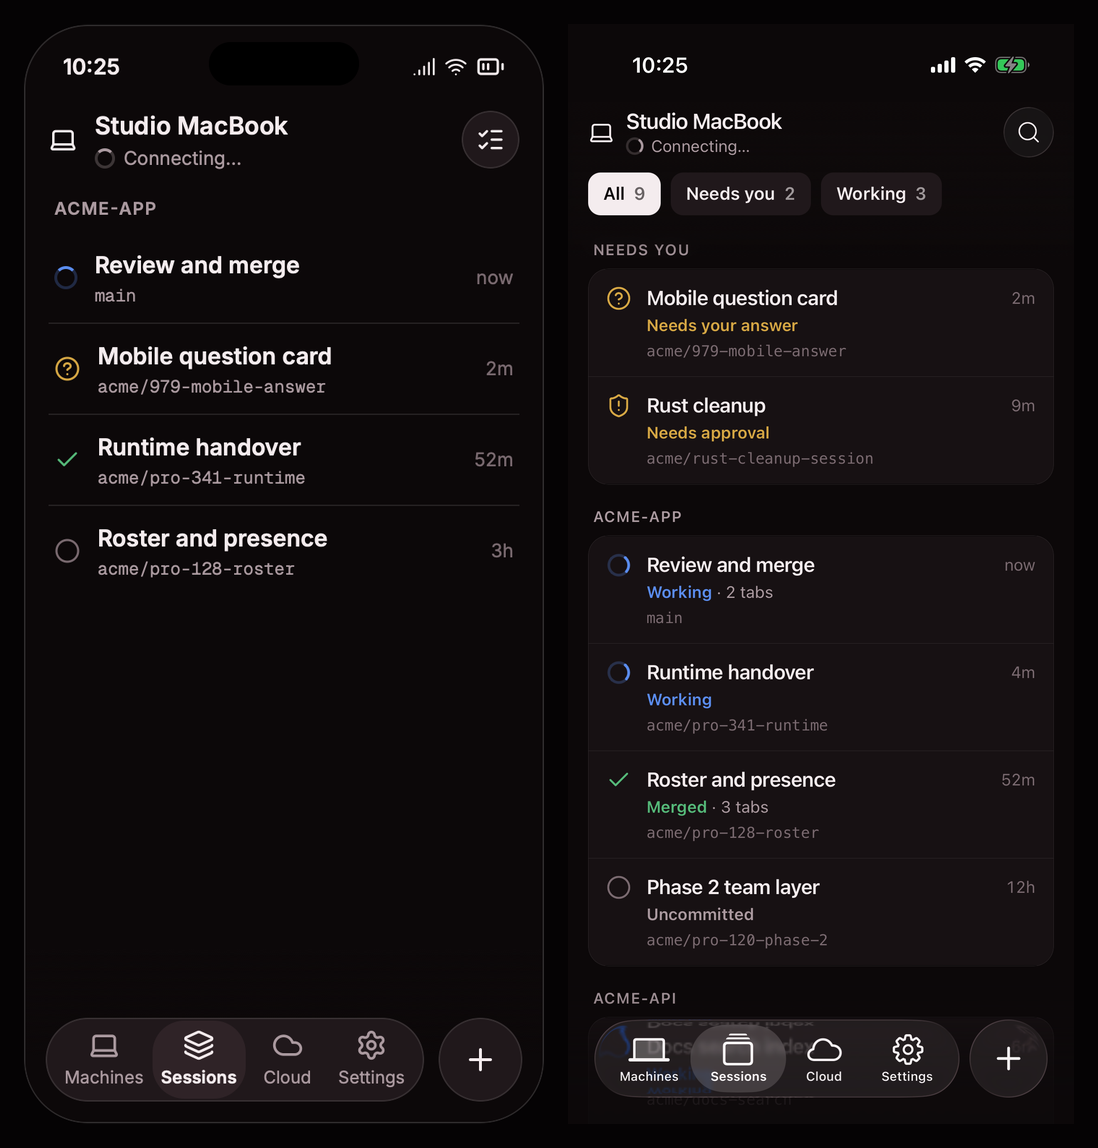 10:25
Studio MacBook
Connecting...
ACME-APP
Review and merge
now
main
Mobile question card
2m
acme/979-mobile-answer
Runtime handover
52m
acme/pro-341-runtime
Roster and presence
3h
acme/pro-128-roster
Machines
Sessions
Cloud
Settings
10:25
Studio MacBook
Connecting...
All 9
Needs you 2
Working 3
NEEDS YOU
Mobile question card
2m
Needs your answer
acme/979-mobile-answer
Rust cleanup
9m
Needs approval
acme/rust-cleanup-session
ACME-APP
Review and merge
now
Working · 2 tabs
main
Runtime handover
4m
Working
acme/pro-341-runtime
Roster and presence
52m
Merged · 3 tabs
acme/pro-128-roster
Phase 2 team layer
12h
Uncommitted
acme/pro-120-phase-2
ACME-API
Docs search index
Machines
Sessions
Cloud
Settings
acme/docs-search